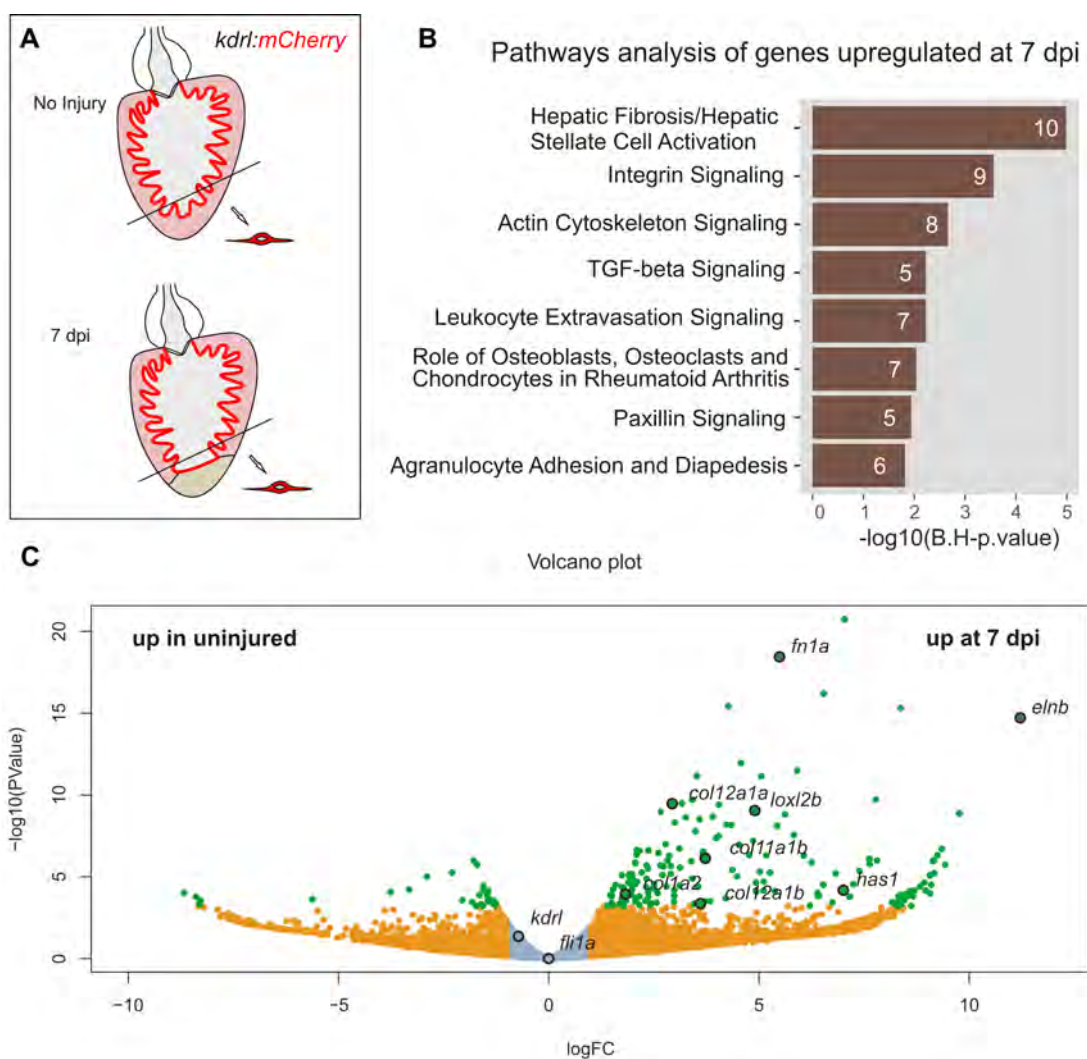 A
kdrl:mCherry
No Injury
7 dpi
B
Pathways analysis of genes upregulated at 7 dpi
Hepatic Fibrosis/Hepatic
Stellate Cell Activation
10
Integrin Signaling
9
Actin Cytoskeleton Signaling
8
TGF-beta Signaling
5
Leukocyte Extravasation Signaling
7
Role of Osteoblasts, Osteoclasts and
Chondrocytes in Rheumatoid Arthritis
7
Paxillin Signaling
5
Agranulocyte Adhesion and Diapedesis
6
0 1 2 3 4 5
-log10(B.H-p.value)
C
Volcano plot
up in uninjured
up at 7 dpi
fn1a
elnb
col12a1a
loxl2b
col11a1b
col1a2
col12a1b
has1
kdrl
fli1a
20
15
10
5
0
−log10(PValue)
−10 −5 0 5 10
logFC